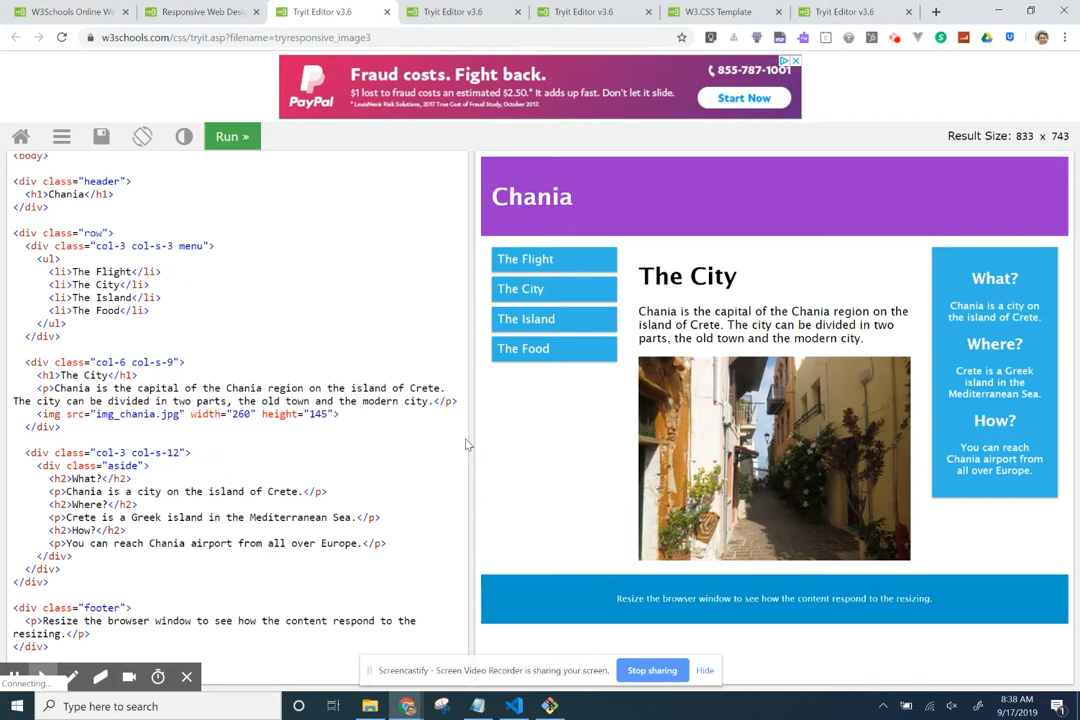 W3Schools Online We
Responsive Web Desi
Tryit Editor v3.6
Tryit Editor v3.6
Tryit Editor v3.6
W3.CSS Template
Tryit Editor v3.6
w3schools.com/css/tryit.asp?filename=tryresponsive_image3
PayPal
Fraud costs. Fight back.
$1 lost to fraud costs an estimated $2.50.* It adds up fast. Don't let it slide.
* LexisNexis Risk Solutions, 2017 True Cost of Fraud Study, October 2017.
855-787-1001
Start Now
Run »
Result Size: 833 x 743
<body>
<div class="header">
<h1>Chania</h1>
</div>
<div class="row">
<div class="col-3 col-s-3 menu">
<ul>
<li>The Flight</li>
<li>The City</li>
<li>The Island</li>
<li>The Food</li>
</ul>
</div>
<div class="col-6 col-s-9">
<h1>The City</h1>
<p>Chania is the capital of the Chania region on the island of Crete.
The city can be divided in two parts, the old town and the modern city.</p>
<img src="img_chania.jpg" width="260" height="145">
</div>
<div class="col-3 col-s-12">
<div class="aside">
<h2>What?</h2>
<p>Chania is a city on the island of Crete.</p>
<h2>Where?</h2>
<p>Crete is a Greek island in the Mediterranean Sea.</p>
<h2>How?</h2>
<p>You can reach Chania airport from all over Europe.</p>
</div>
</div>
</div>
<div class="footer">
<p>Resize the browser window to see how the content respond to the
resizing.</p>
</div>
Chania
The Flight
The City
The Island
The Food
The City
Chania is the capital of the Chania region on the
island of Crete. The city can be divided in two
parts, the old town and the modern city.
What?
Chania is a city on
the island of Crete.
Where?
Crete is a Greek
island in the
Mediterranean Sea.
How?
You can reach
Chania airport from
all over Europe.
Resize the browser window to see how the content respond to the resizing.
Screencastify - Screen Video Recorder is sharing your screen.
Stop sharing
Hide
Connecting...
Type here to search
8:38 AM
9/17/2019
1